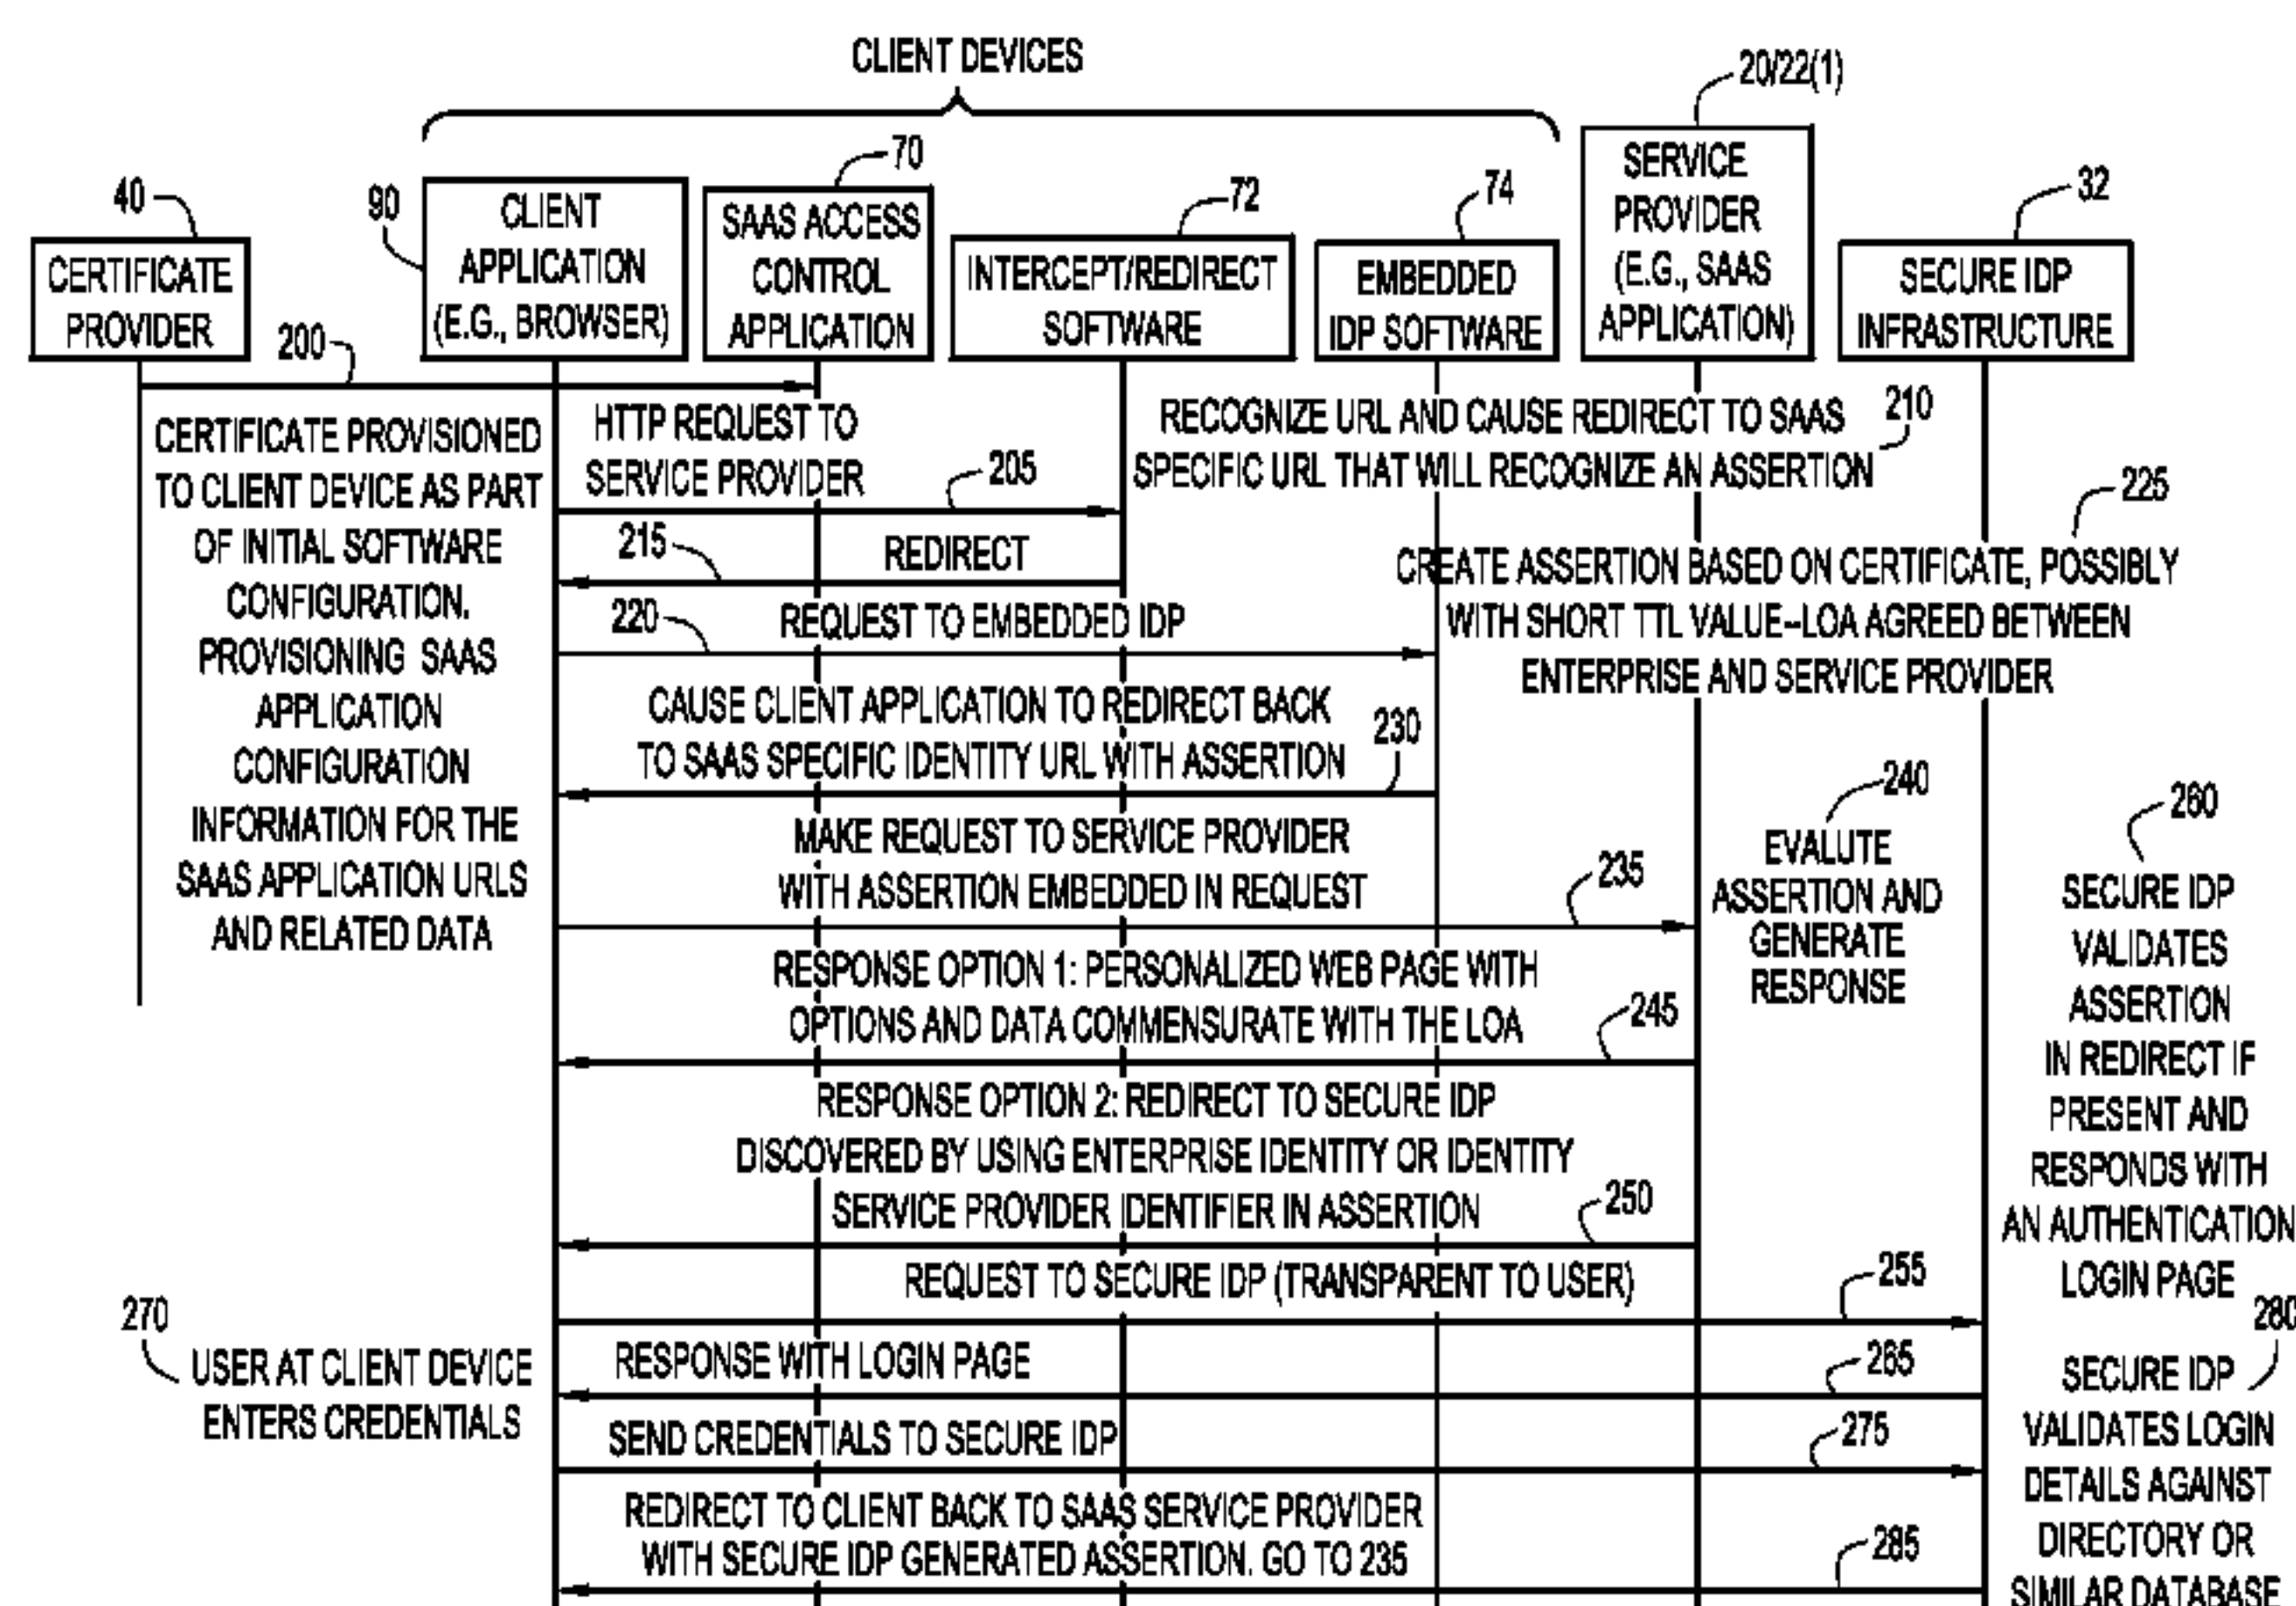 CLIENT DEVICES
20/22(1)
40
90
70
72
74
32
CERTIFICATE
PROVIDER
CLIENT
APPLICATION
(E.G., BROWSER)
SAAS ACCESS
CONTROL
APPLICATION
INTERCEPT/REDIRECT
SOFTWARE
EMBEDDED
IDP SOFTWARE
SERVICE
PROVIDER
(E.G., SAAS
APPLICATION)
SECURE IDP
INFRASTRUCTURE
200
CERTIFICATE PROVISIONED
TO CLIENT DEVICE AS PART
OF INITIAL SOFTWARE
CONFIGURATION.
PROVISIONING SAAS
APPLICATION
CONFIGURATION
INFORMATION FOR THE
SAAS APPLICATION URLS
AND RELATED DATA
HTTP REQUEST TO
SERVICE PROVIDER
205
RECOGNIZE URL AND CAUSE REDIRECT TO SAAS
SPECIFIC URL THAT WILL RECOGNIZE AN ASSERTION
210
215
REDIRECT
225
CREATE ASSERTION BASED ON CERTIFICATE, POSSIBLY
WITH SHORT TTL VALUE--LOA AGREED BETWEEN
ENTERPRISE AND SERVICE PROVIDER
220
REQUEST TO EMBEDDED IDP
CAUSE CLIENT APPLICATION TO REDIRECT BACK
TO SAAS SPECIFIC IDENTITY URL WITH ASSERTION
230
MAKE REQUEST TO SERVICE PROVIDER
WITH ASSERTION EMBEDDED IN REQUEST
235
240
EVALUTE
ASSERTION AND
GENERATE
RESPONSE
RESPONSE OPTION 1: PERSONALIZED WEB PAGE WITH
OPTIONS AND DATA COMMENSURATE WITH THE LOA
245
RESPONSE OPTION 2: REDIRECT TO SECURE IDP
DISCOVERED BY USING ENTERPRISE IDENTITY OR IDENTITY
SERVICE PROVIDER IDENTIFIER IN ASSERTION
250
REQUEST TO SECURE IDP (TRANSPARENT TO USER)
255
260
SECURE IDP
VALIDATES
ASSERTION
IN REDIRECT IF
PRESENT AND
RESPONDS WITH
AN AUTHENTICATION
LOGIN PAGE
RESPONSE WITH LOGIN PAGE
265
270
USER AT CLIENT DEVICE
ENTERS CREDENTIALS
SEND CREDENTIALS TO SECURE IDP
275
280
SECURE IDP
VALIDATES LOGIN
DETAILS AGAINST
DIRECTORY OR
SIMILAR DATABASE
REDIRECT TO CLIENT BACK TO SAAS SERVICE PROVIDER
WITH SECURE IDP GENERATED ASSERTION. GO TO 235
285